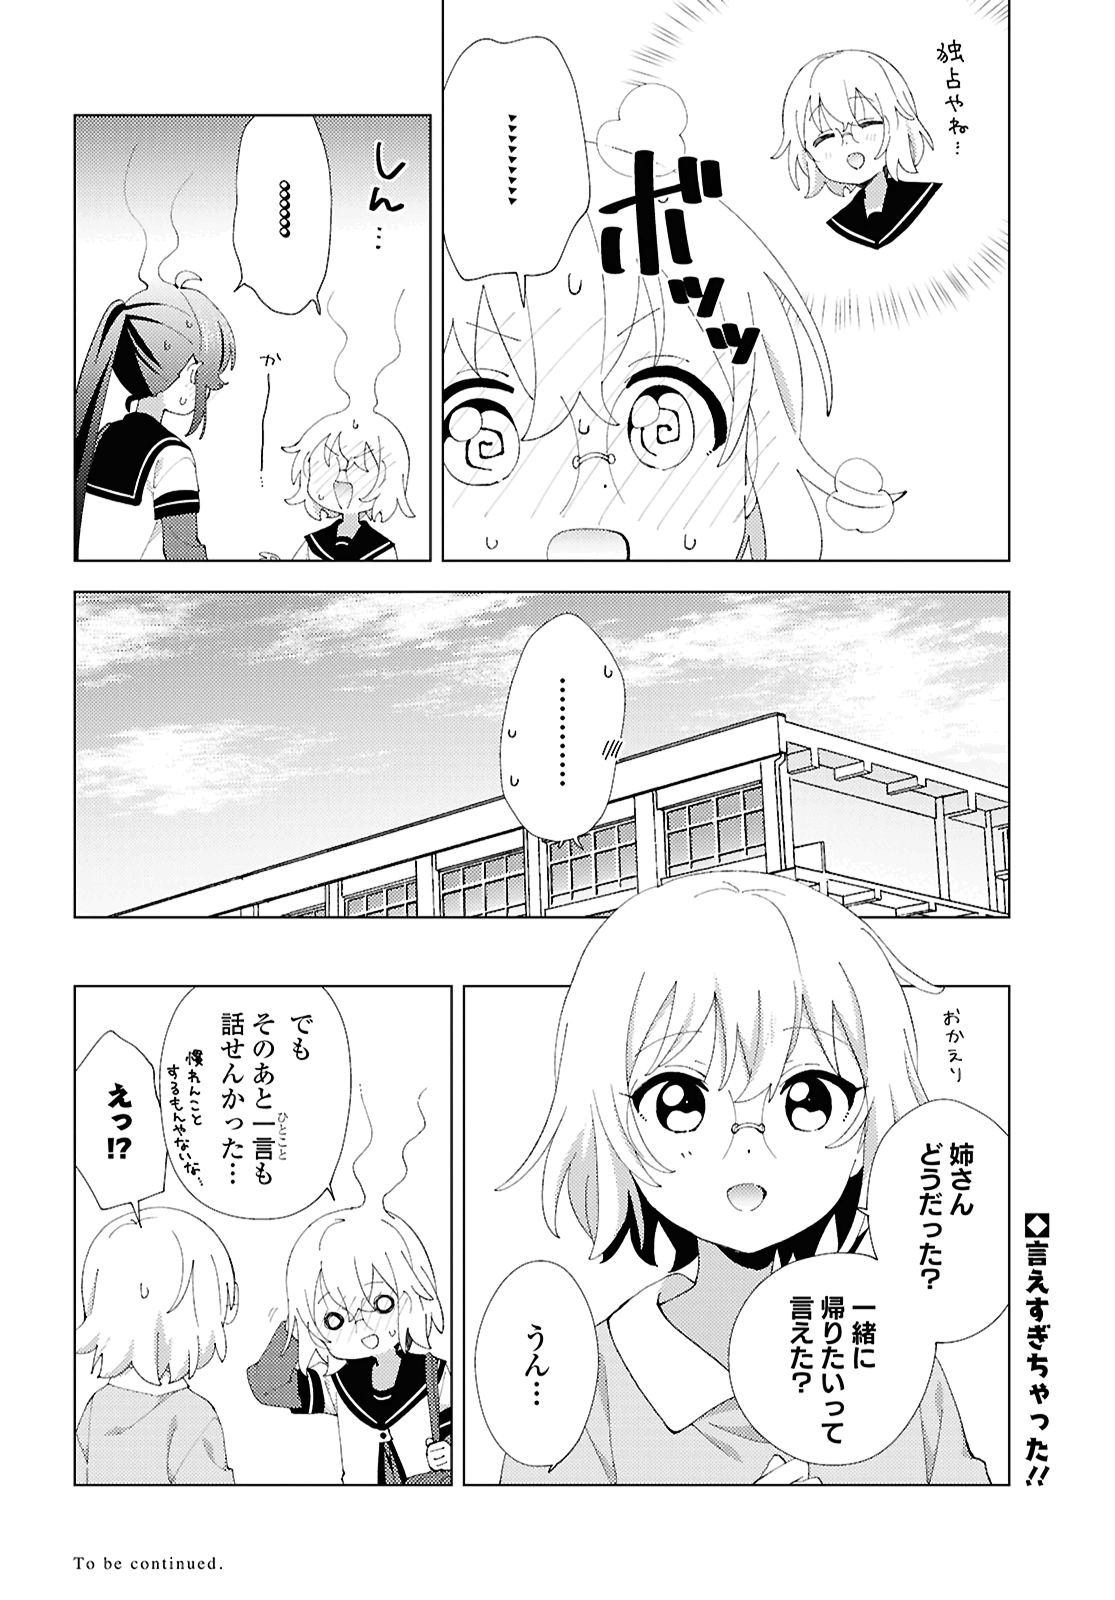 独占やね…
ボッッ
………
しん…
………
かー
…………
おかえり
姉さん
どうだった？
一緒に
帰りたいって
言えた？
うん…
でも
そのあと一言も
ひとこと
話せんかった…
慣れんこと
するもんやないな…
えっ!?
◆言えすぎちゃった!!
To be continued.